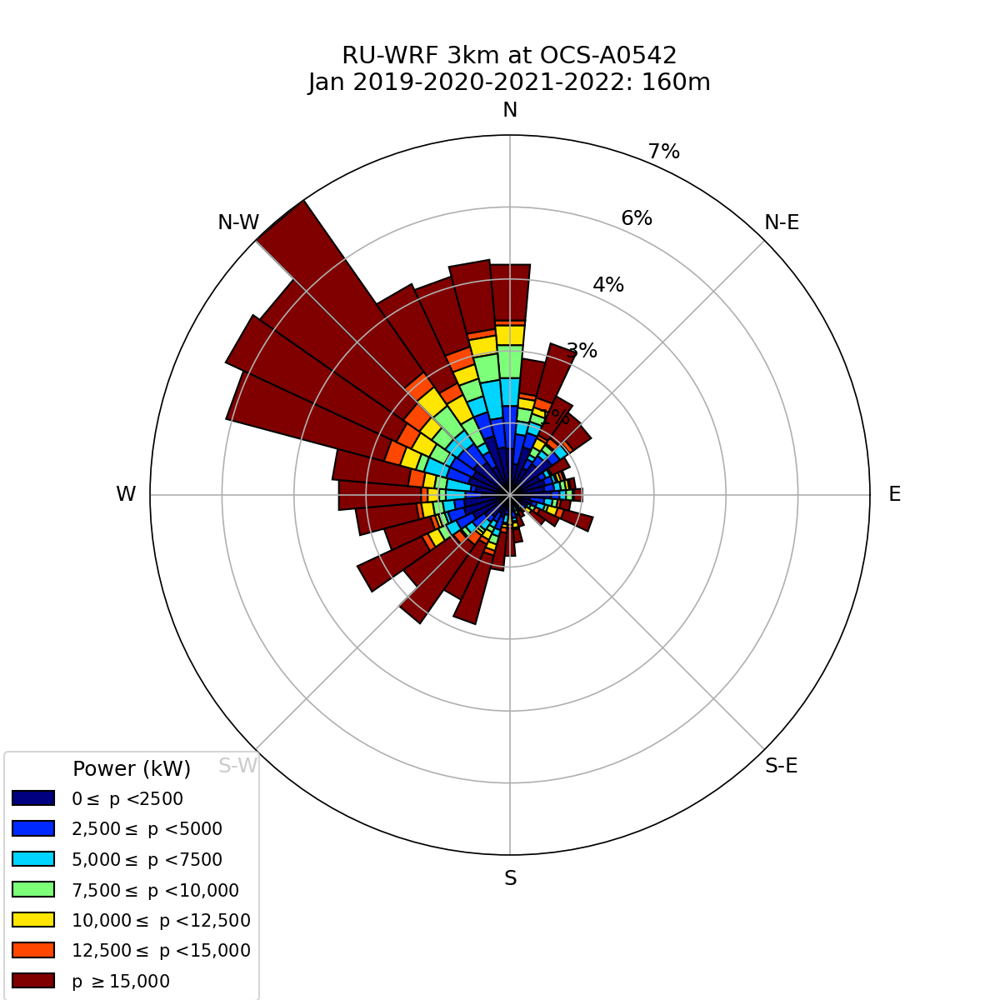 RU-WRF 3km at OCS-A0542
Jan 2019-2020-2021-2022: 160m
N
7%
6%
N-W
N-E
4%
3%
1%
W
E
S-W
S-E
S
Power (kW)
0≤ p <2500
2,500≤ p <5000
5,000≤ p <7500
7,500≤ p <10,000
10,000≤ p <12,500
12,500≤ p <15,000
p ≥15,000